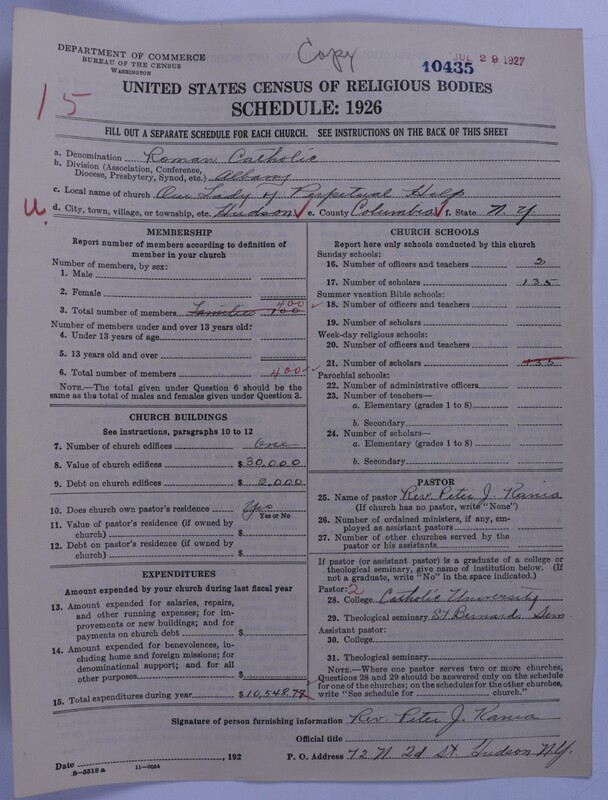 DEPARTMENT OF COMMERCE
BUREAU OF THE CENSUS
WASHINGTON
Copy
JUL 29 1927
10435
15
UNITED STATES CENSUS OF RELIGIOUS BODIES
SCHEDULE: 1926
FILL OUT A SEPARATE SCHEDULE FOR EACH CHURCH. SEE INSTRUCTIONS ON THE BACK OF THIS SHEET
a. Denomination Roman Catholic
b. Division (Association, Conference, Diocese, Presbytery, Synod, etc.) Albany
c. Local name of church Our Lady of Perpetual Help
U. d. City, town, village, or township, etc. Hudson e. County Columbia f. State N.Y.
MEMBERSHIP
Report number of members according to definition of
member in your church
Number of members, by sex:
1. Male
2. Female
400
3. Total number of members Families 100
Number of members under and over 13 years old:
4. Under 13 years of age
5. 13 years old and over
6. Total number of members 400
NOTE.—The total given under Question 6 should be
same as the total of males and females given under Question 3.
CHURCH BUILDINGS
See instructions, paragraphs 10 to 12
7. Number of church edifices One
8. Value of church edifices $30,000
9. Debt on church edifices $2,000
10. Does church own pastor's residence Yes
Yes or No
11. Value of pastor's residence (if owned by
church) $
12. Debt on pastor's residence (if owned by
church) $
EXPENDITURES
Amount expended by your church during last fiscal year
13. Amount expended for salaries, repairs,
and other running expenses; for im-
provements or new buildings; and for
payments on church debt $
14. Amount expended for benevolences, in-
cluding home and foreign missions; for
denominational support; and for all
other purposes $
15. Total expenditures during year $10,548.77
CHURCH SCHOOLS
Report here only schools conducted by this church
Sunday schools:
16. Number of officers and teachers 2
17. Number of scholars 135
Summer vacation Bible schools:
18. Number of officers and teachers
19. Number of scholars
Week-day religious schools:
20. Number of officers and teachers
21. Number of scholars 135
Parochial schools:
22. Number of administrative officers
23. Number of teachers—
a. Elementary (grades 1 to 8)
b. Secondary
24. Number of scholars—
a. Elementary (grades 1 to 8)
b. Secondary
PASTOR
25. Name of pastor Rev. Peter J. Kania
(If church has no pastor, write "None")
26. Number of ordained ministers, if any, em-
ployed as assistant pastors
27. Number of other churches served by the
pastor or his assistants
If pastor (or assistant pastor) is a graduate of a college or
theological seminary, give name of institution below. (If
not a graduate, write "No" in the space indicated.)
Pastor: 2
28. College Catholic University
29. Theological seminary St Bernards Sem
Assistant pastor:
30. College
31. Theological seminary
NOTE.—Where one pastor serves two or more churches,
Questions 28 and 29 should be answered only on the schedule
for one of the churches; on the schedules for the other churches,
write "See schedule for church."
Signature of person furnishing information Rev. Peter J. Kania
Official title
Date , 192 P. O. Address 72 N. 2d St Hudson N.Y.
8-5318a 11-8084